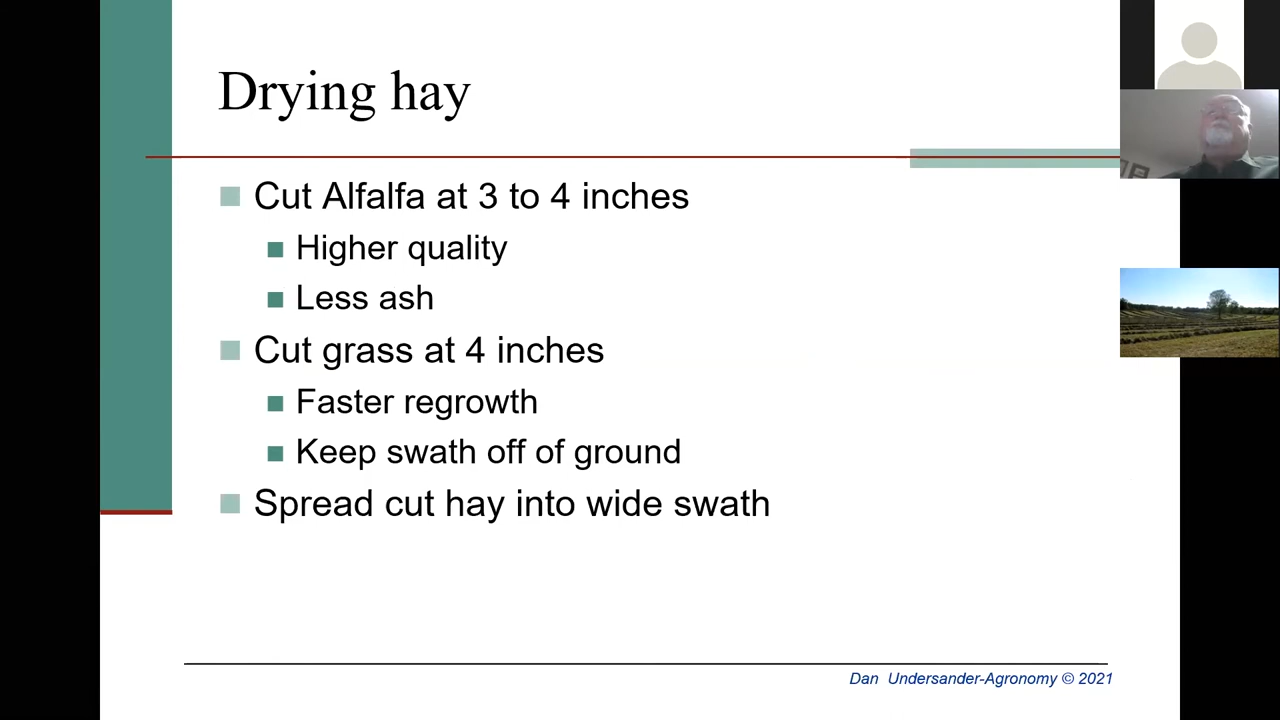 Drying hay
Cut Alfalfa at 3 to 4 inches
Higher quality
Less ash
Cut grass at 4 inches
Faster regrowth
Keep swath off of ground
Spread cut hay into wide swath
Dan Undersander-Agronomy © 2021